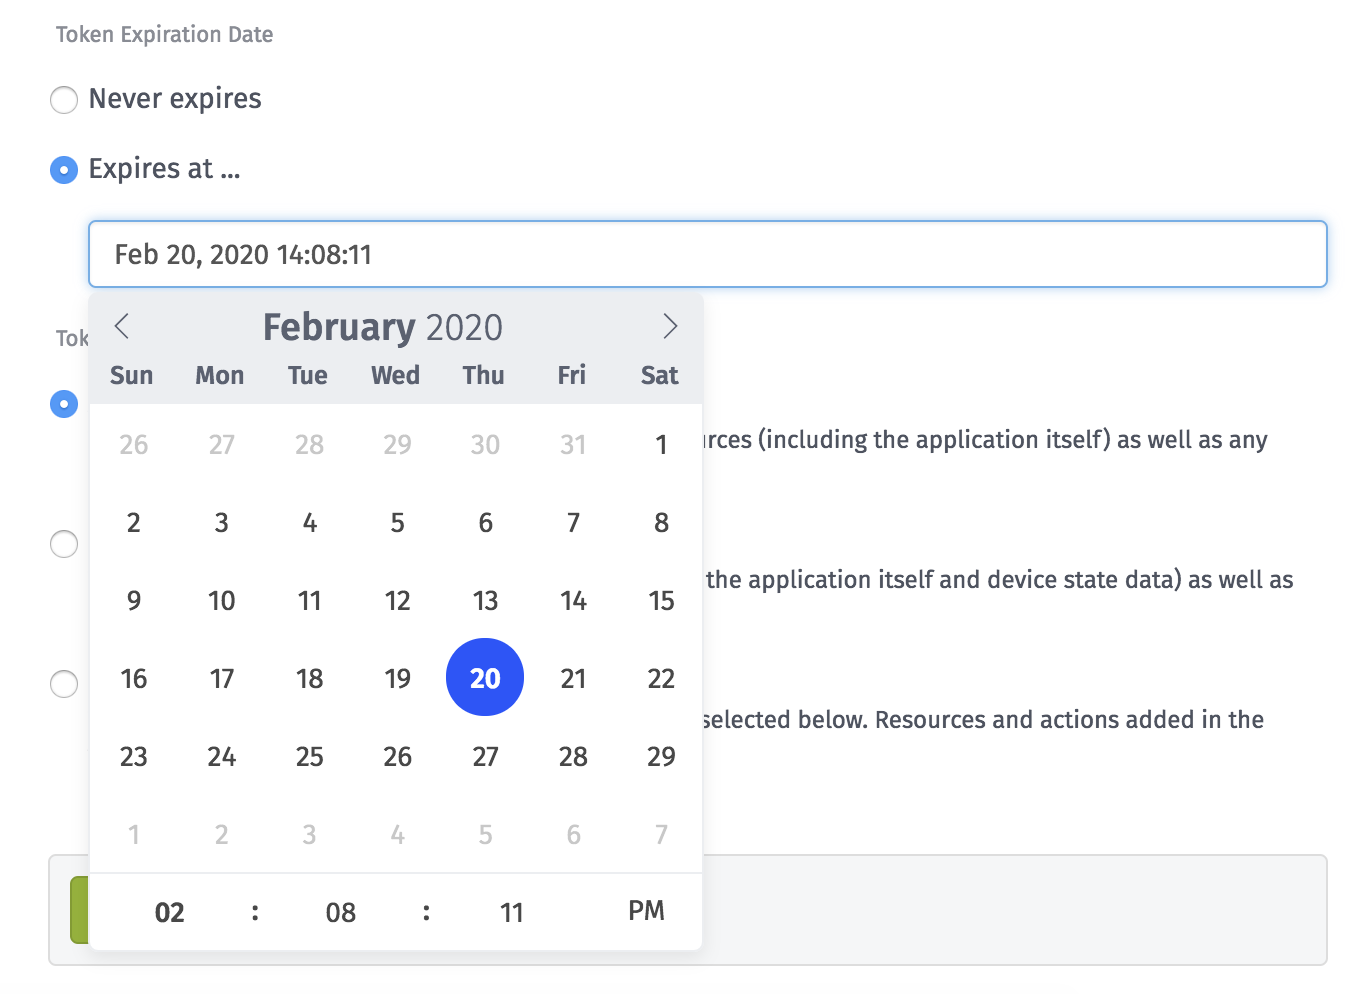 Token Expiration Date
Never expires
Expires at ...
Feb 20, 2020 14:08:11
February 2020
Sun Mon Tue Wed Thu Fri Sat
26 27 28 29 30 31 1
2 3 4 5 6 7 8
9 10 11 12 13 14 15
16 17 18 19 20 21 22
23 24 25 26 27 28 29
1 2 3 4 5 6 7
02 : 08 : 11 PM
Tok
rces (including the application itself) as well as any
the application itself and device state data) as well as
selected below. Resources and actions added in the